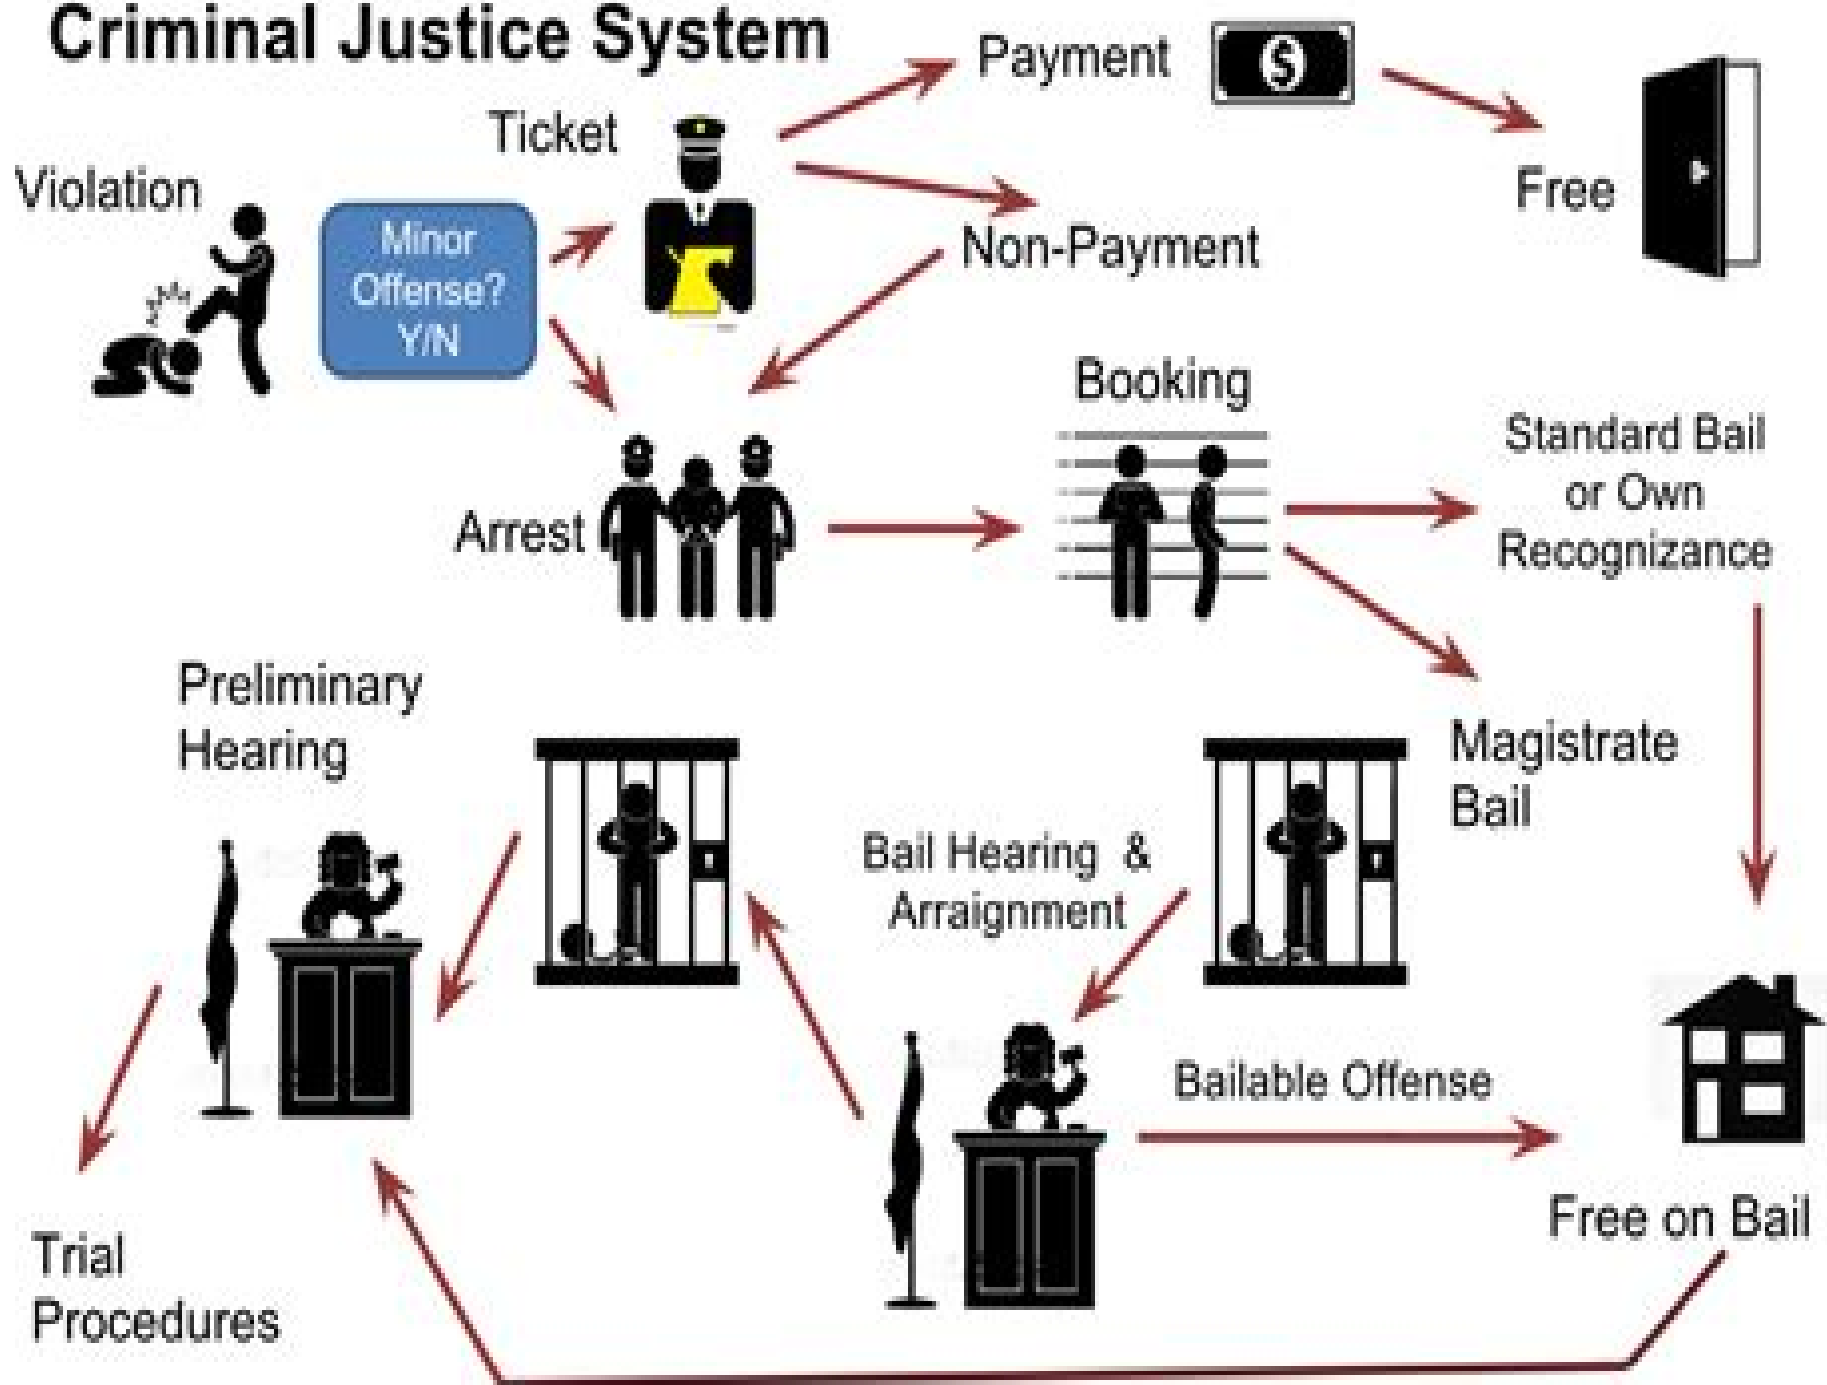 Criminal Justice System
Payment
$
Ticket
Violation
Free
Minor
Offense?
Y/N
Non-Payment
Booking
Standard Bail
or Own
Recognizance
Arrest
Preliminary
Hearing
Magistrate
Bail
Bail Hearing &
Arraignment
Bailable Offense
Free on Bail
Trial
Procedures